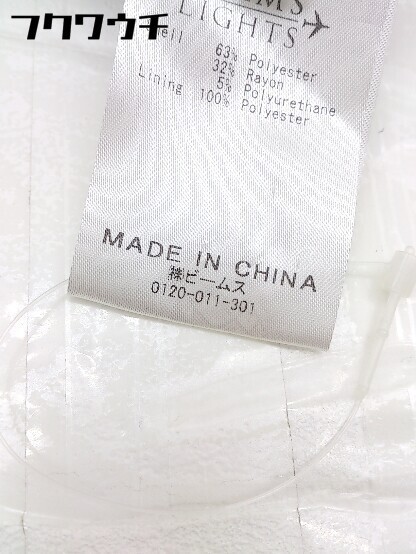 フクワウチ
LIGHTS
63% Polyester
32% Rayon
5% Polyurethane
Lining 100% Polyester
MADE IN CHINA
㈱ビームス
0120-011-301